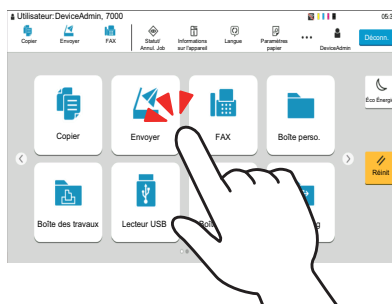 Utilisateur: DeviceAdmin, 7000
Copier
Envoyer
FAX
Statut/
Annul. Job
Informations
sur l'appareil
Langue
Paramètres
papier
DeviceAdmin
Déconn.
Copier
Envoyer
FAX
Boîte perso.
Éco Énergi
Réinit
Boîte des travaux
Lecteur USB